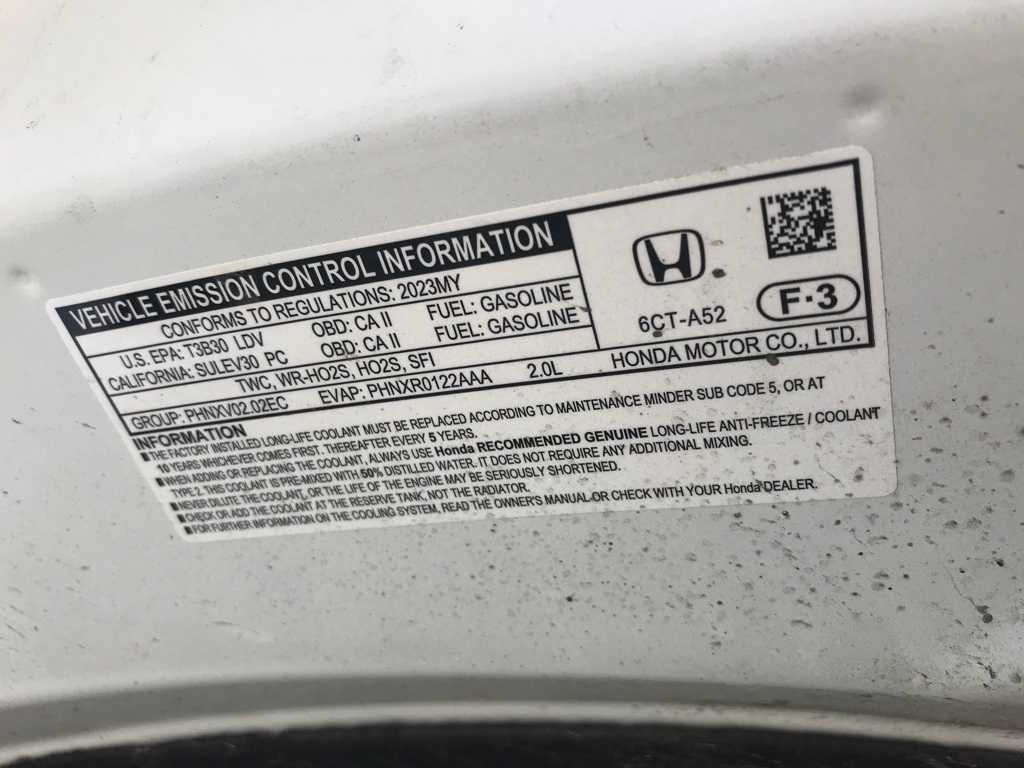 VEHICLE EMISSION CONTROL INFORMATION
CONFORMS TO REGULATIONS: 2023MY
U.S. EPA: T3B30 LDV OBD: CA II FUEL: GASOLINE
CALIFORNIA: SULEV30 PC OBD: CA II FUEL: GASOLINE
TWC, WR-HO2S, HO2S, SFI
6CT-A52
F·3
GROUP: PHNXV02.02EC EVAP: PHNXR0122AAA 2.0L HONDA MOTOR CO., LTD.
INFORMATION
■THE FACTORY INSTALLED LONG-LIFE COOLANT MUST BE REPLACED ACCORDING TO MAINTENANCE MINDER SUB CODE 5, OR AT
10 YEARS WHICHEVER COMES FIRST. THEREAFTER EVERY 5 YEARS.
■WHEN ADDING OR REPLACING THE COOLANT, ALWAYS USE Honda RECOMMENDED GENUINE LONG-LIFE ANTI-FREEZE / COOLANT
TYPE 2. THIS COOLANT IS PRE-MIXED WITH 50% DISTILLED WATER. IT DOES NOT REQUIRE ANY ADDITIONAL MIXING.
■NEVER DILUTE THE COOLANT, OR THE LIFE OF THE ENGINE MAY BE SERIOUSLY SHORTENED.
■CHECK OR ADD THE COOLANT AT THE RESERVE TANK, NOT THE RADIATOR.
■FOR FURTHER INFORMATION ON THE COOLING SYSTEM, READ THE OWNER'S MANUAL OR CHECK WITH YOUR Honda DEALER.